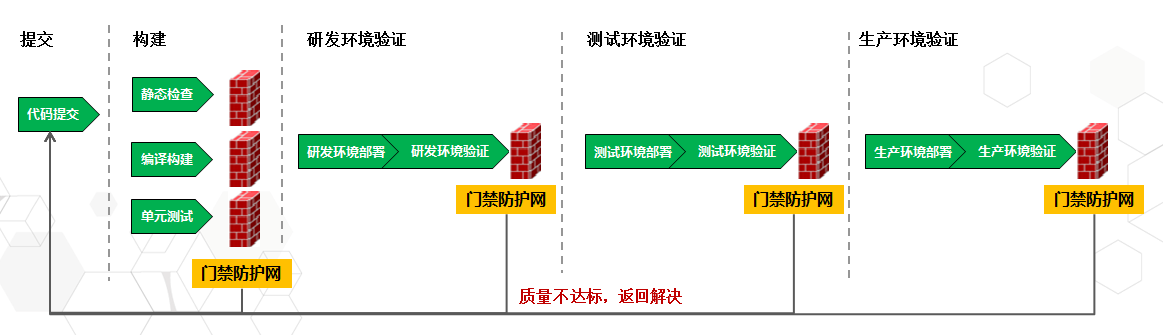 提交
构建
研发环境验证
测试环境验证
生产环境验证
代码提交
静态检查
编译构建
单元测试
门禁防护网
研发环境部署
研发环境验证
门禁防护网
测试环境部署
测试环境验证
门禁防护网
生产环境部署
生产环境验证
门禁防护网
质量不达标，返回解决